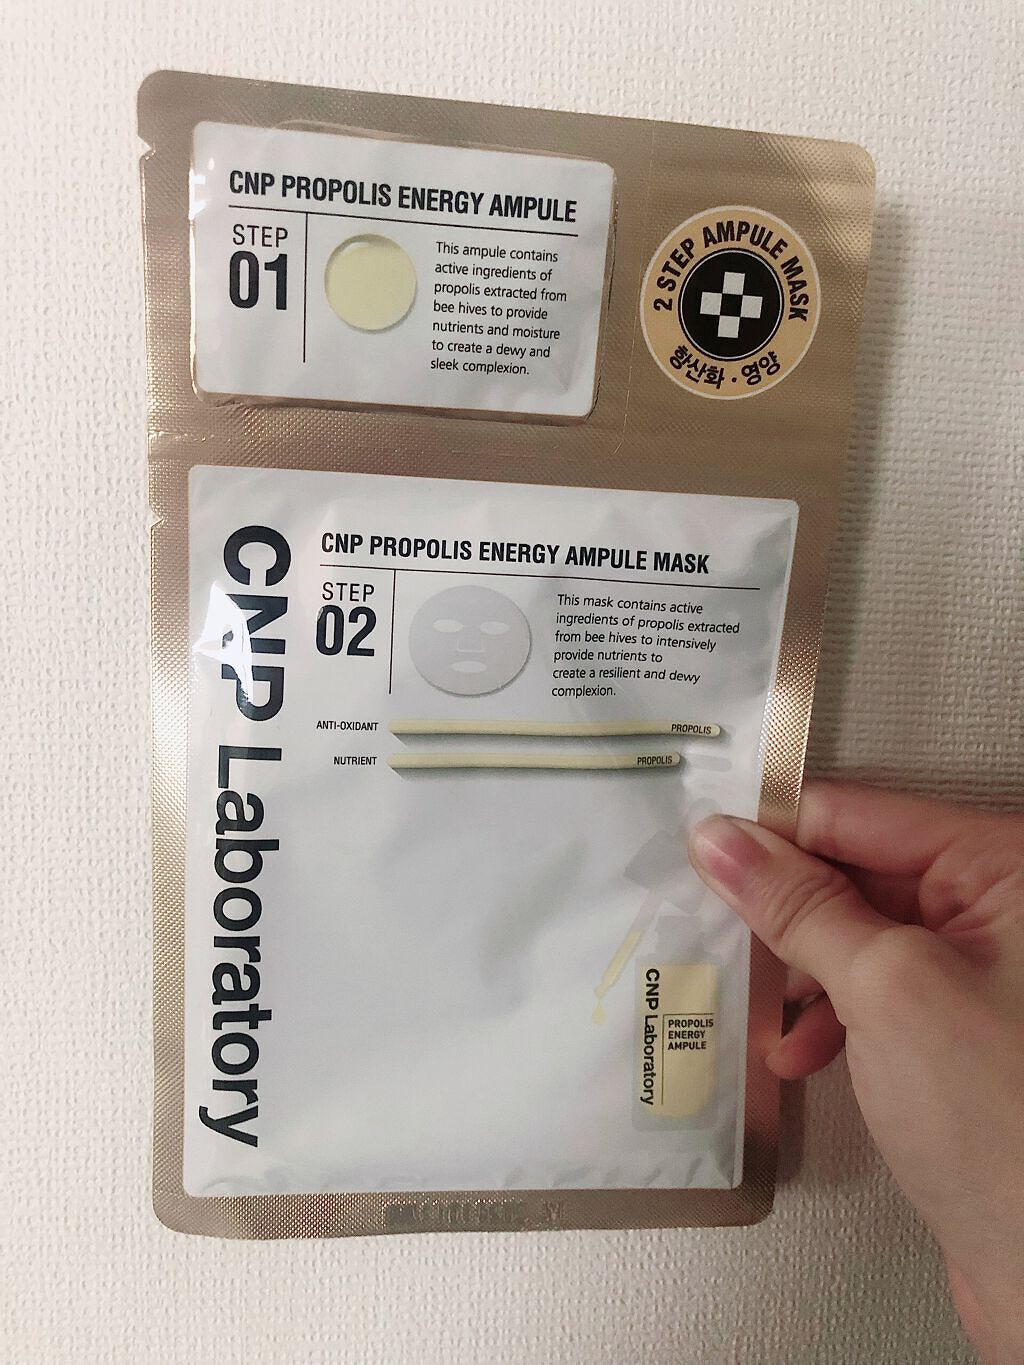 CNP PROPOLIS ENERGY AMPULE
STEP
01
This ampule contains
active ingredients of
propolis extracted from
bee hives to provide
nutrients and moisture
to create a dewy and
sleek complexion.
2 STEP AMPULE MASK
항산화 · 영양
CNP Laboratory
CNP PROPOLIS ENERGY AMPULE MASK
STEP
02
This mask contains active
ingredients of propolis extracted
from bee hives to intensively
provide nutrients to
create a resilient and dewy
complexion.
ANTI-OXIDANT PROPOLIS
NUTRIENT PROPOLIS
CNP Laboratory
PROPOLIS
ENERGY
AMPULE